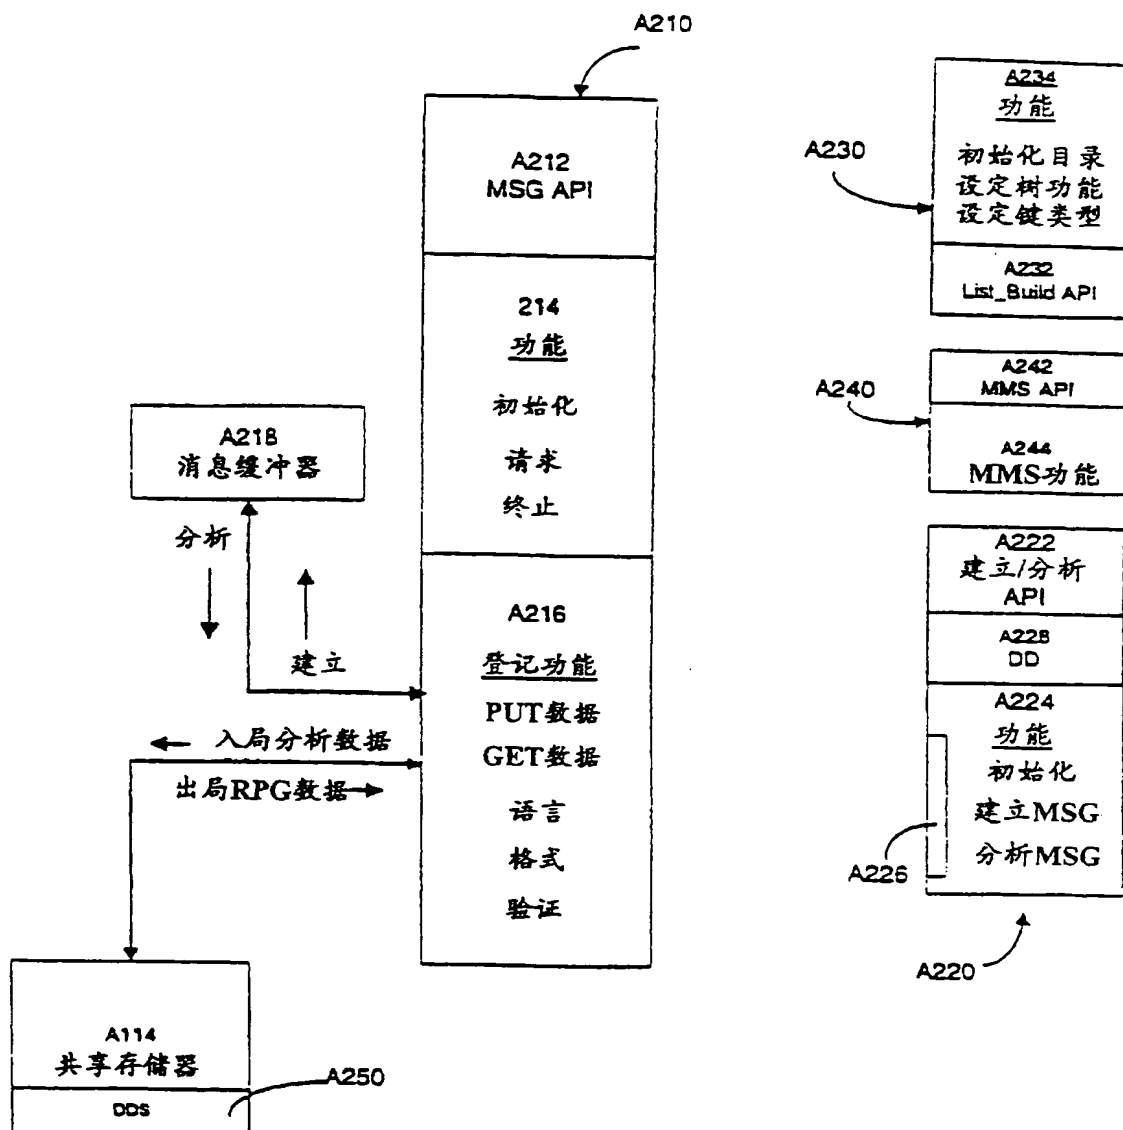 A210
A212
MSG API
214
功能
初始化
请求
终止
A216
登记功能
PUT数据
GET数据
语言
格式
验证
A218
消息缓冲器
分析
建立
入局分析数据
出局RPG数据
A114
共享存储器
DDS
A250
A230
A234
功能
初始化目录
设定树功能
设定键类型
A232
List_Build API
A240
A242
MMS API
A244
MMS功能
A222
建立/分析
API
A228
DD
A224
功能
初始化
建立MSG
分析MSG
A226
A220